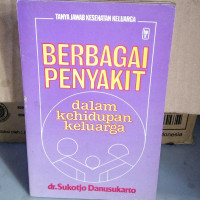 TANYA JAWAB KESEHATAN KELUARGA
BERBAGAI
PENYAKIT
dalam
kehidupan
keluarga
dr. Sukotjo Danusukarto